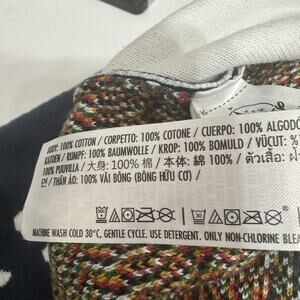 BODY: 100% COTTON / CORPETTO: 100% COTONE / CUERPO: 100% ALGODÓ
KATOEN / RUMPF: 100% BAUMWOLLE / KROP: 100% BOMULD / VÜCUT: %
100% PUUVILLA / 大身: 100% 棉 / 本体: 綿 100% / ตัวเสื้อ: ฝ้
면 / THÂN ÁO: 100% VẢI BÔNG (BÔNG HỮU CƠ) /
MACHINE WASH COLD 30°C, GENTLE CYCLE. USE DETERGENT. ONLY NON-CHLORINE BLEA